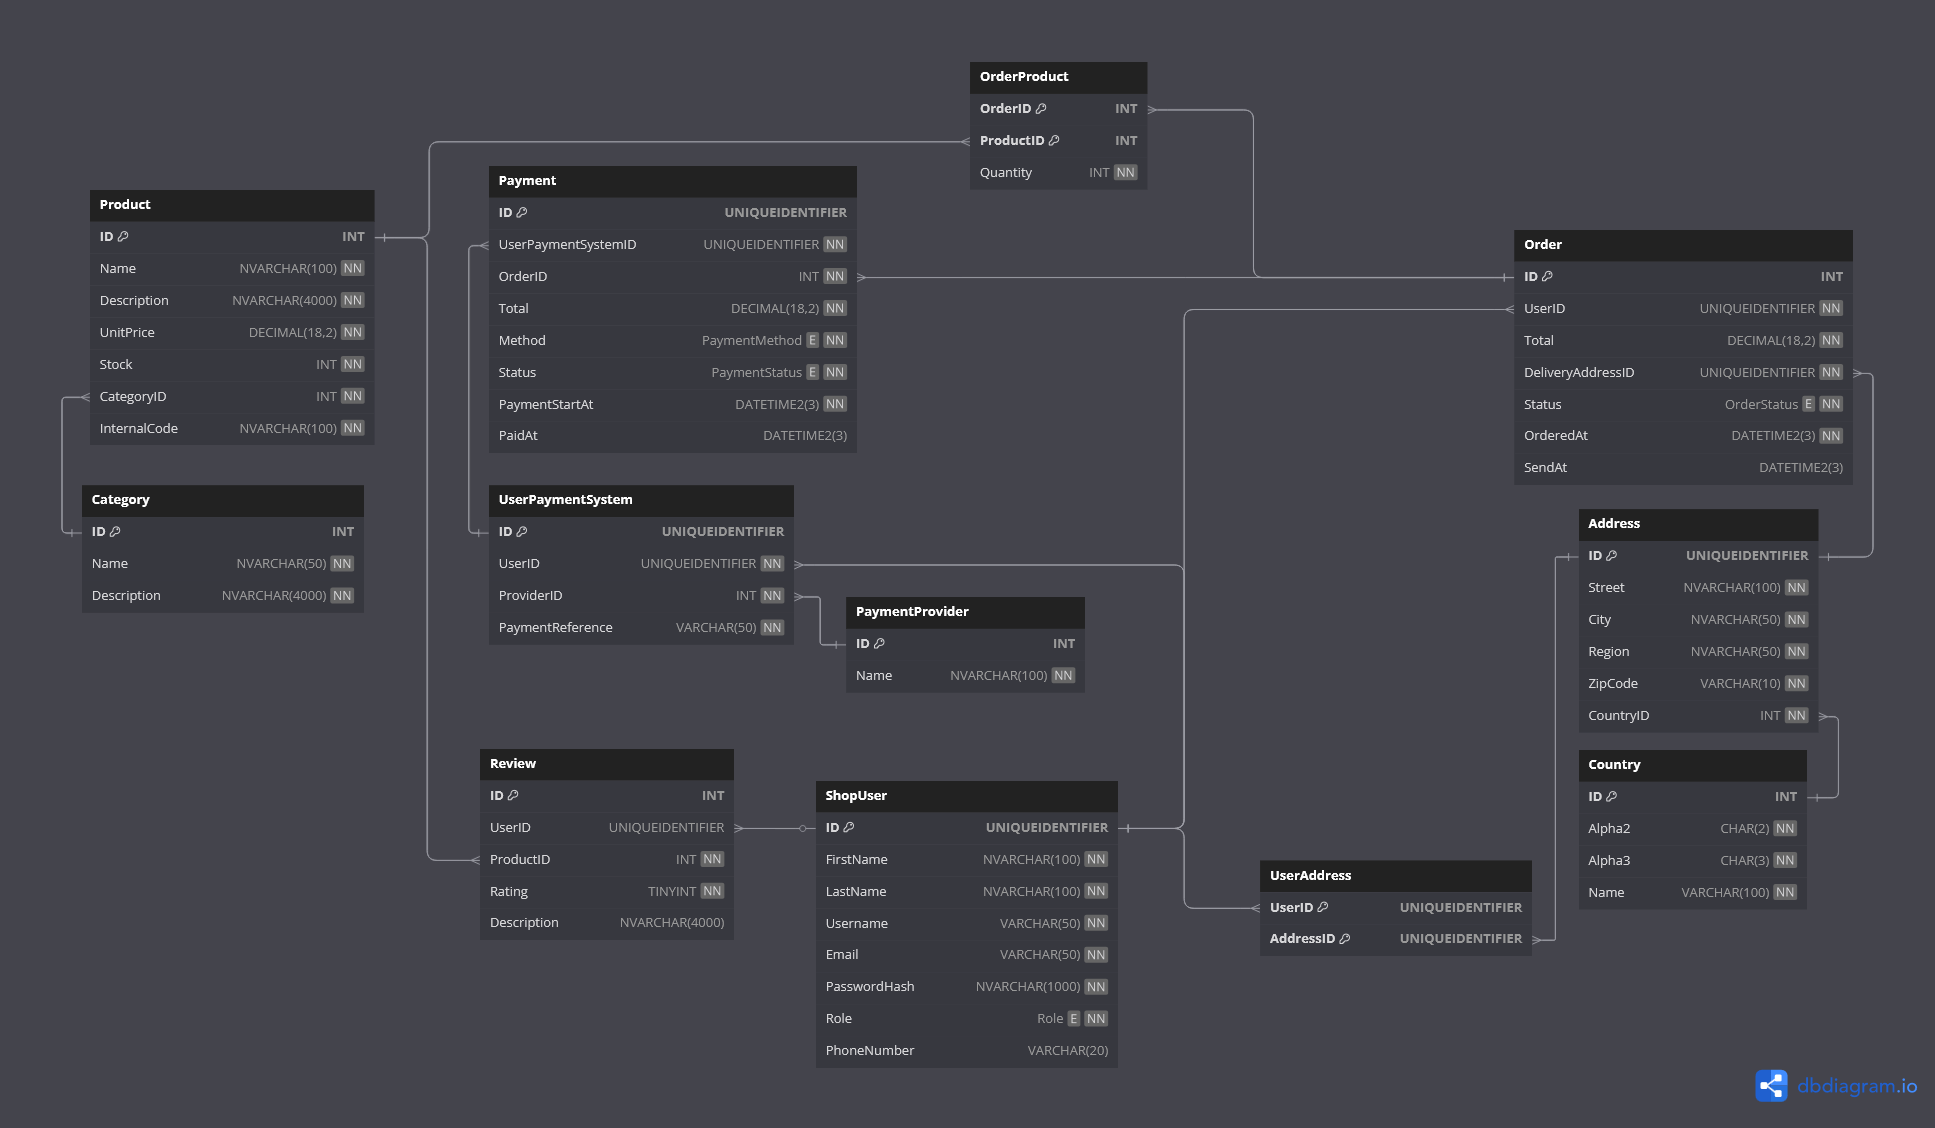 OrderProduct
OrderID INT
ProductID INT
Quantity INT NN
Payment
ID UNIQUEIDENTIFIER
UserPaymentSystemID UNIQUEIDENTIFIER NN
OrderID INT NN
Total DECIMAL(18,2) NN
Method PaymentMethod E NN
Status PaymentStatus E NN
PaymentStartAt DATETIME2(3) NN
PaidAt DATETIME2(3)
Product
ID INT
Name NVARCHAR(100) NN
Description NVARCHAR(4000) NN
UnitPrice DECIMAL(18,2) NN
Stock INT NN
CategoryID INT NN
InternalCode NVARCHAR(100) NN
Order
ID INT
UserID UNIQUEIDENTIFIER NN
Total DECIMAL(18,2) NN
DeliveryAddressID UNIQUEIDENTIFIER NN
Status OrderStatus E NN
OrderedAt DATETIME2(3) NN
SendAt DATETIME2(3)
Category
ID INT
Name NVARCHAR(50) NN
Description NVARCHAR(4000) NN
UserPaymentSystem
ID UNIQUEIDENTIFIER
UserID UNIQUEIDENTIFIER NN
ProviderID INT NN
PaymentReference VARCHAR(50) NN
PaymentProvider
ID INT
Name NVARCHAR(100) NN
Address
ID UNIQUEIDENTIFIER
Street NVARCHAR(100) NN
City NVARCHAR(50) NN
Region NVARCHAR(50) NN
ZipCode VARCHAR(10) NN
CountryID INT NN
Review
ID INT
UserID UNIQUEIDENTIFIER
ProductID INT NN
Rating TINYINT NN
Description NVARCHAR(4000)
ShopUser
ID UNIQUEIDENTIFIER
FirstName NVARCHAR(100) NN
LastName NVARCHAR(100) NN
Username VARCHAR(50) NN
Email VARCHAR(50) NN
PasswordHash NVARCHAR(1000) NN
Role Role E NN
PhoneNumber VARCHAR(20)
Country
ID INT
Alpha2 CHAR(2) NN
Alpha3 CHAR(3) NN
Name VARCHAR(100) NN
UserAddress
UserID UNIQUEIDENTIFIER
AddressID UNIQUEIDENTIFIER
dbdiagram.io